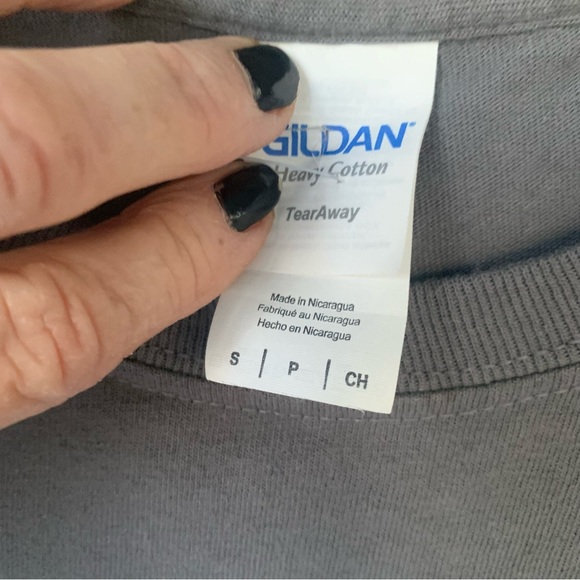 GILDAN
Heavy Cotton
TearAway
Made in Nicaragua
Fabriqué au Nicaragua
Hecho en Nicaragua
S | P | CH